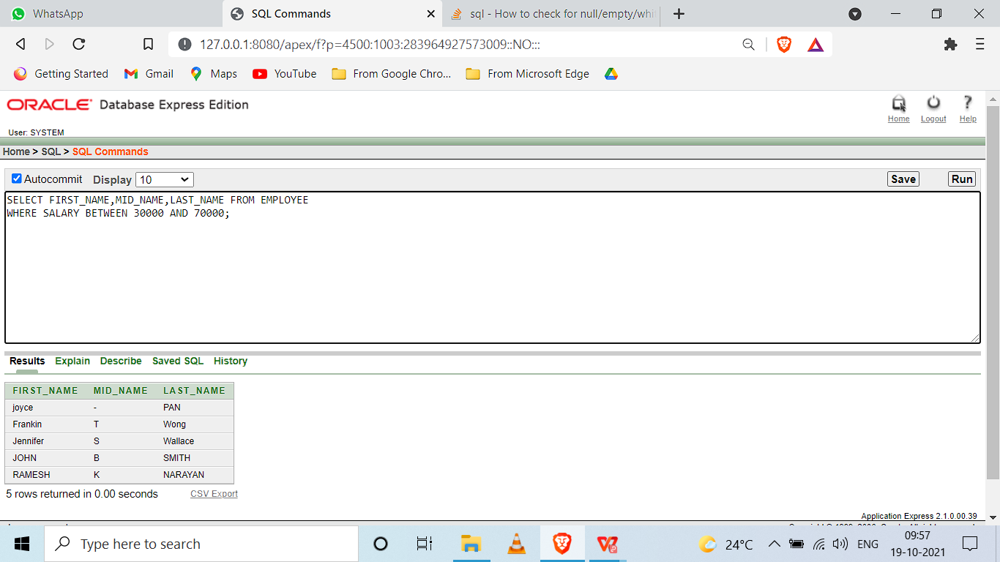 WhatsApp
SQL Commands
sql - How to check for null/empty/whi
127.0.0.1:8080/apex/f?p=4500:1003:283964927573009::NO:::
Getting Started
Gmail
Maps
YouTube
From Google Chro...
From Microsoft Edge
ORACLE Database Express Edition
Home
Logout
Help
User: SYSTEM
Home > SQL > SQL Commands
Autocommit Display 10
Save
Run
SELECT FIRST_NAME,MID_NAME,LAST_NAME FROM EMPLOYEE
WHERE SALARY BETWEEN 30000 AND 70000;
Results Explain Describe Saved SQL History
FIRST_NAME MID_NAME LAST_NAME
joyce - PAN
Frankin T Wong
Jennifer S Wallace
JOHN B SMITH
RAMESH K NARAYAN
5 rows returned in 0.00 seconds
CSV Export
Application Express 2.1.0.00.39
Type here to search
24°C
ENG
09:57
19-10-2021